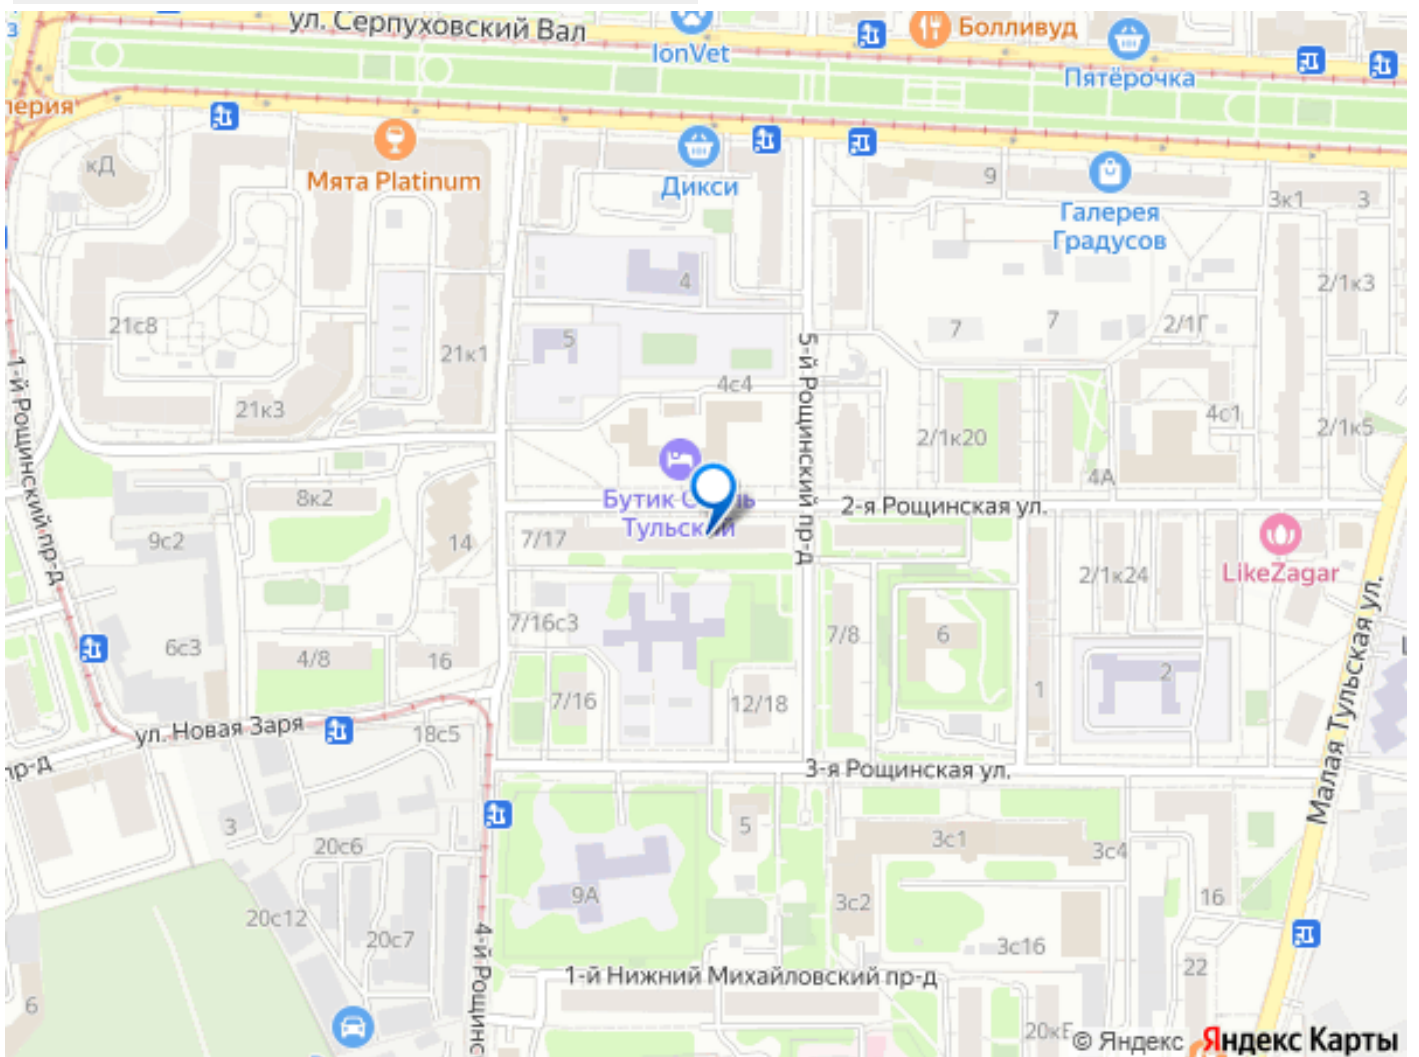 ул. Серпуховский Вал
IonVet
Болливуд
Пятёрочка
3
перия
кД
Мята Platinum
Дикси
9
Галерея
Градусов
3к1
3
4
2/1к3
21с8
5
7
7
2/1Г
21к1
1-й Рощинский пр-д
5-й Рощинский пр-д
4с4
21к3
2/1к20
4с1
2/1к5
4А
8к2
Бутик
Тульский
2-я Рощинская ул.
9с2
14
7/17
LikeZagar
2/1к24
7/16с3
7/8
6
6с3
4/8
16
2
1
7/16
12/18
ул. Новая Заря
18с5
Малая Тульская ул.
пр-д
3-я Рощинская ул.
3
20с6
5
3с1
3с4
9А
3с2
16
20с12
20с7
4-й Рощинс
3с16
1-й Нижний Михайловский пр-д
22
6
20кЕ
© Яндекс Яндекс Карты